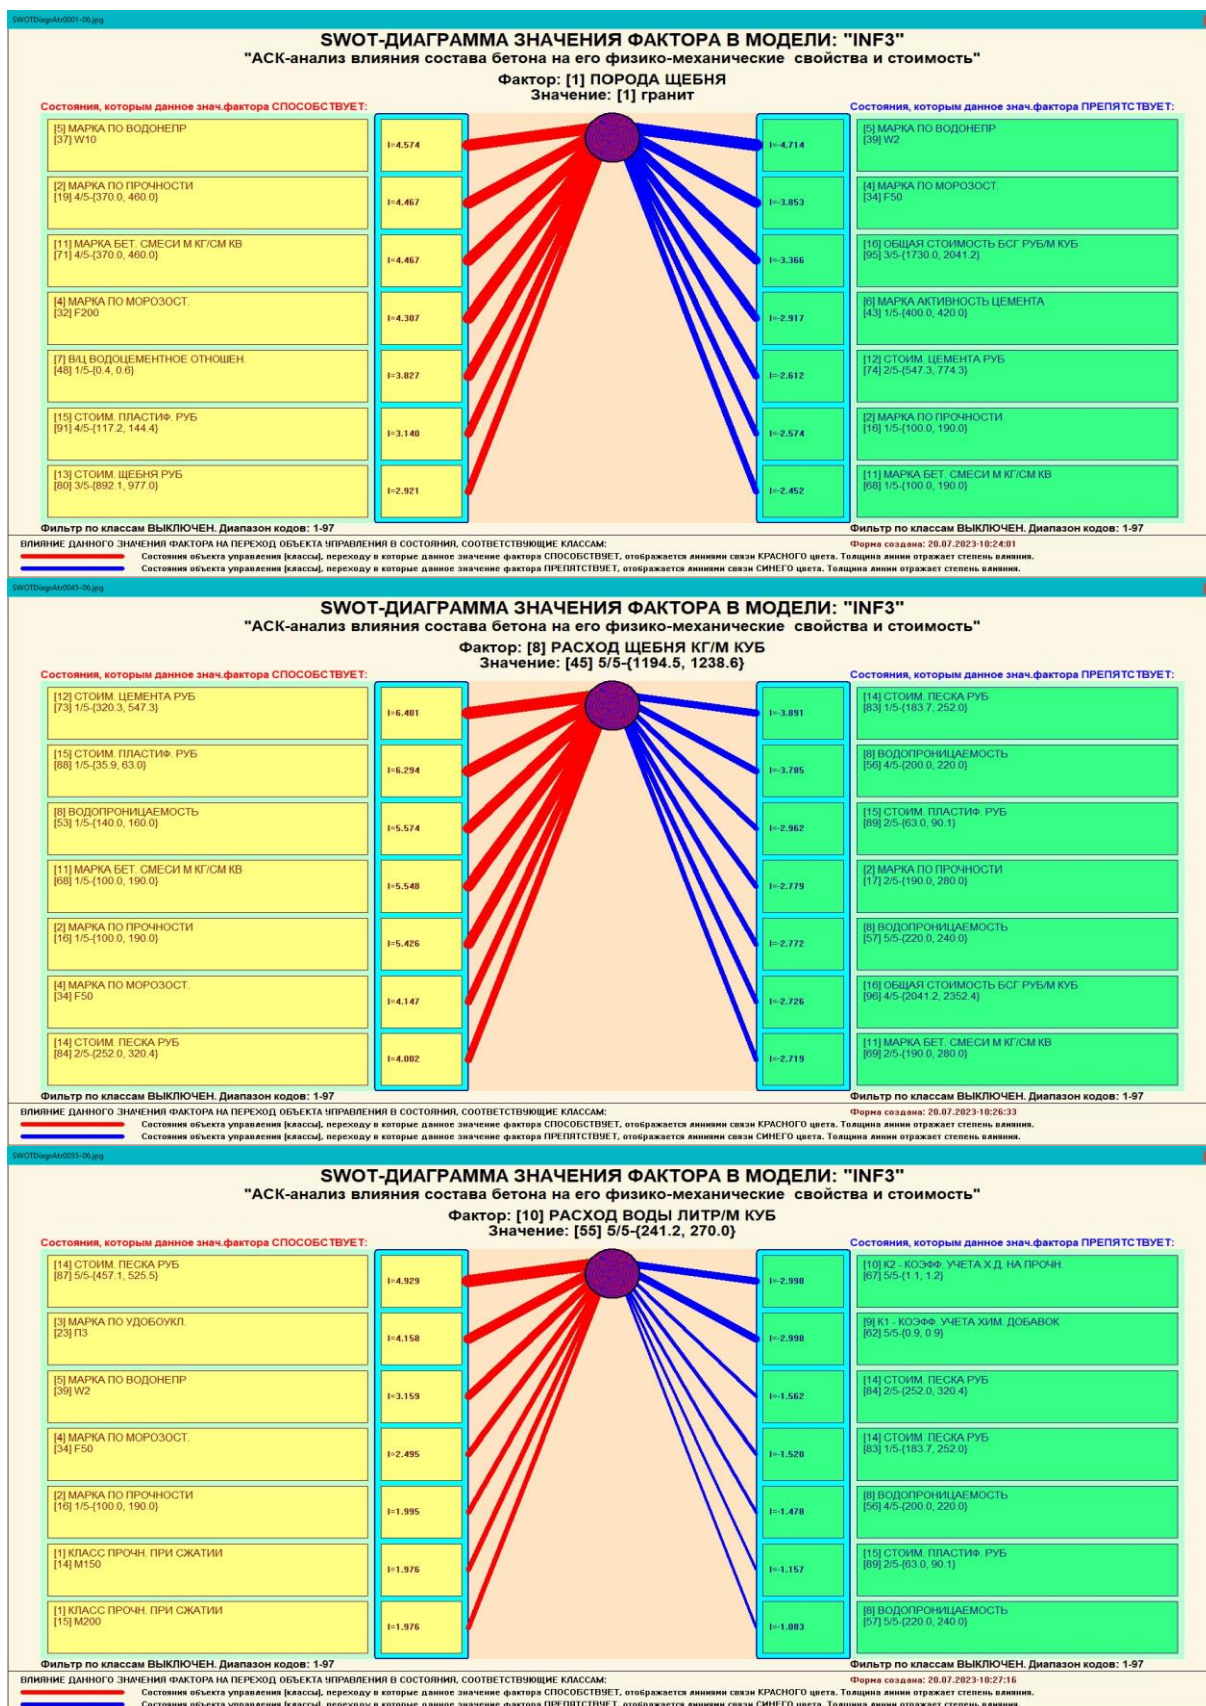 SWOTDiegrAtr0001-06.jpg
SWOT-ДИАГРАММА ЗНАЧЕНИЯ ФАКТОРА В МОДЕЛИ: "INF3"
"АСК-анализ влияния состава бетона на его физико-механические свойства и стоимость"
Фактор: [1] ПОРОДА ЩЕБНЯ
Значение: [1] гранит
Состояния, которым данное знач.фактора СПОСОБСТВУЕТ:
Состояния, которым данное знач.фактора ПРЕПЯТСТВУЕТ:
[5] МАРКА ПО ВОДОНЕПР
[37] W10
I=4.574
I=-4.714
[5] МАРКА ПО ВОДОНЕПР
[39] W2
[2] МАРКА ПО ПРОЧНОСТИ
[19] 4/5-{370.0, 460.0}
I=4.467
I=-3.853
[4] МАРКА ПО МОРОЗОСТ.
[34] F50
[11] МАРКА БЕТ. СМЕСИ М КГ/СМ КВ
[71] 4/5-{370.0, 460.0}
I=4.467
I=-3.366
[16] ОБЩАЯ СТОИМОСТЬ БСГ РУБ/М КУБ
[95] 3/5-{1730.0, 2041.2}
[4] МАРКА ПО МОРОЗОСТ.
[32] F200
I=4.307
I=-2.917
[6] МАРКА АКТИВНОСТЬ ЦЕМЕНТА
[43] 1/5-{400.0, 420.0}
[7] В/Ц ВОДОЦЕМЕНТНОЕ ОТНОШЕН.
[48] 1/5-{0.4, 0.6}
I=3.827
I=-2.612
[12] СТОИМ. ЦЕМЕНТА РУБ
[74] 2/5-{547.3, 774.3}
[15] СТОИМ. ПЛАСТИФ. РУБ
[91] 4/5-{117.2, 144.4}
I=3.140
I=-2.574
[2] МАРКА ПО ПРОЧНОСТИ
[16] 1/5-{100.0, 190.0}
[13] СТОИМ. ЩЕБНЯ РУБ
[80] 3/5-{892.1, 977.0}
I=2.921
I=-2.452
[11] МАРКА БЕТ. СМЕСИ М КГ/СМ КВ
[68] 1/5-{100.0, 190.0}
Фильтр по классам ВЫКЛЮЧЕН. Диапазон кодов: 1-97
Фильтр по классам ВЫКЛЮЧЕН. Диапазон кодов: 1-97
ВЛИЯНИЕ ДАННОГО ЗНАЧЕНИЯ ФАКТОРА НА ПЕРЕХОД ОБЪЕКТА УПРАВЛЕНИЯ В СОСТОЯНИЯ, СООТВЕТСТВУЮЩИЕ КЛАССАМ:
Форма создана: 20.07.2023-10:24:01
Состояния объекта управления [классы], переходу в которые данное значение фактора СПОСОБСТВУЕТ, отображается линиями связи КРАСНОГО цвета. Толщина линии отражает степень влияния.
Состояния объекта управления [классы], переходу в которые данное значение фактора ПРЕПЯТСТВУЕТ, отображается линиями связи СИНЕГО цвета. Толщина линии отражает степень влияния.
SWOTDiegrAtr0045-06.jpg
SWOT-ДИАГРАММА ЗНАЧЕНИЯ ФАКТОРА В МОДЕЛИ: "INF3"
"АСК-анализ влияния состава бетона на его физико-механические свойства и стоимость"
Фактор: [8] РАСХОД ЩЕБНЯ КГ/М КУБ
Значение: [45] 5/5-{1194.5, 1238.6}
Состояния, которым данное знач.фактора СПОСОБСТВУЕТ:
Состояния, которым данное знач.фактора ПРЕПЯТСТВУЕТ:
[12] СТОИМ. ЦЕМЕНТА РУБ
[73] 1/5-{320.3, 547.3}
I=6.401
I=-3.891
[14] СТОИМ. ПЕСКА РУБ
[83] 1/5-{183.7, 252.0}
[15] СТОИМ. ПЛАСТИФ. РУБ
[88] 1/5-{35.9, 63.0}
I=6.294
I=-3.785
[8] ВОДОПРОНИЦАЕМОСТЬ
[56] 4/5-{200.0, 220.0}
[8] ВОДОПРОНИЦАЕМОСТЬ
[53] 1/5-{140.0, 160.0}
I=5.574
I=-2.962
[15] СТОИМ. ПЛАСТИФ. РУБ
[89] 2/5-{63.0, 90.1}
[11] МАРКА БЕТ. СМЕСИ М КГ/СМ КВ
[68] 1/5-{100.0, 190.0}
I=5.548
I=-2.779
[2] МАРКА ПО ПРОЧНОСТИ
[17] 2/5-{190.0, 280.0}
[2] МАРКА ПО ПРОЧНОСТИ
[16] 1/5-{100.0, 190.0}
I=5.426
I=-2.772
[8] ВОДОПРОНИЦАЕМОСТЬ
[57] 5/5-{220.0, 240.0}
[4] МАРКА ПО МОРОЗОСТ.
[34] F50
I=4.147
I=-2.726
[16] ОБЩАЯ СТОИМОСТЬ БСГ РУБ/М КУБ
[96] 4/5-{2041.2, 2352.4}
[14] СТОИМ. ПЕСКА РУБ
[84] 2/5-{252.0, 320.4}
I=4.002
I=-2.719
[11] МАРКА БЕТ. СМЕСИ М КГ/СМ КВ
[69] 2/5-{190.0, 280.0}
Фильтр по классам ВЫКЛЮЧЕН. Диапазон кодов: 1-97
Фильтр по классам ВЫКЛЮЧЕН. Диапазон кодов: 1-97
ВЛИЯНИЕ ДАННОГО ЗНАЧЕНИЯ ФАКТОРА НА ПЕРЕХОД ОБЪЕКТА УПРАВЛЕНИЯ В СОСТОЯНИЯ, СООТВЕТСТВУЮЩИЕ КЛАССАМ:
Форма создана: 20.07.2023-10:26:33
Состояния объекта управления [классы], переходу в которые данное значение фактора СПОСОБСТВУЕТ, отображается линиями связи КРАСНОГО цвета. Толщина линии отражает степень влияния.
Состояния объекта управления [классы], переходу в которые данное значение фактора ПРЕПЯТСТВУЕТ, отображается линиями связи СИНЕГО цвета. Толщина линии отражает степень влияния.
SWOTDiegrAtr0055-06.jpg
SWOT-ДИАГРАММА ЗНАЧЕНИЯ ФАКТОРА В МОДЕЛИ: "INF3"
"АСК-анализ влияния состава бетона на его физико-механические свойства и стоимость"
Фактор: [10] РАСХОД ВОДЫ ЛИТР/М КУБ
Значение: [55] 5/5-{241.2, 270.0}
Состояния, которым данное знач.фактора СПОСОБСТВУЕТ:
Состояния, которым данное знач.фактора ПРЕПЯТСТВУЕТ:
[14] СТОИМ. ПЕСКА РУБ
[87] 5/5-{457.1, 525.5}
I=4.929
I=-2.998
[10] К2 - КОЭФФ. УЧЕТА Х.Д. НА ПРОЧН.
[67] 5/5-{1.1, 1.2}
[3] МАРКА ПО УДОБОУКЛ.
[23] П3
I=4.158
I=-2.998
[9] К1 - КОЭФФ. УЧЕТА ХИМ. ДОБАВОК
[62] 5/5-{0.9, 0.9}
[5] МАРКА ПО ВОДОНЕПР
[39] W2
I=3.159
I=-1.562
[14] СТОИМ. ПЕСКА РУБ
[84] 2/5-{252.0, 320.4}
[4] МАРКА ПО МОРОЗОСТ.
[34] F50
I=2.495
I=-1.520
[14] СТОИМ. ПЕСКА РУБ
[83] 1/5-{183.7, 252.0}
[2] МАРКА ПО ПРОЧНОСТИ
[16] 1/5-{100.0, 190.0}
I=1.995
I=-1.478
[8] ВОДОПРОНИЦАЕМОСТЬ
[56] 4/5-{200.0, 220.0}
[1] КЛАСС ПРОЧН. ПРИ СЖАТИИ
[14] М150
I=1.976
I=-1.157
[15] СТОИМ. ПЛАСТИФ. РУБ
[89] 2/5-{63.0, 90.1}
[1] КЛАСС ПРОЧН. ПРИ СЖАТИИ
[15] М200
I=1.976
I=-1.083
[8] ВОДОПРОНИЦАЕМОСТЬ
[57] 5/5-{220.0, 240.0}
Фильтр по классам ВЫКЛЮЧЕН. Диапазон кодов: 1-97
Фильтр по классам ВЫКЛЮЧЕН. Диапазон кодов: 1-97
ВЛИЯНИЕ ДАННОГО ЗНАЧЕНИЯ ФАКТОРА НА ПЕРЕХОД ОБЪЕКТА УПРАВЛЕНИЯ В СОСТОЯНИЯ, СООТВЕТСТВУЮЩИЕ КЛАССАМ:
Форма создана: 20.07.2023-10:27:16
Состояния объекта управления [классы], переходу в которые данное значение фактора СПОСОБСТВУЕТ, отображается линиями связи КРАСНОГО цвета. Толщина линии отражает степень влияния.
Состояния объекта управления [классы], переходу в которые данное значение фактора ПРЕПЯТСТВУЕТ, отображается линиями связи СИНЕГО цвета. Толщина линии отражает степень влияния.